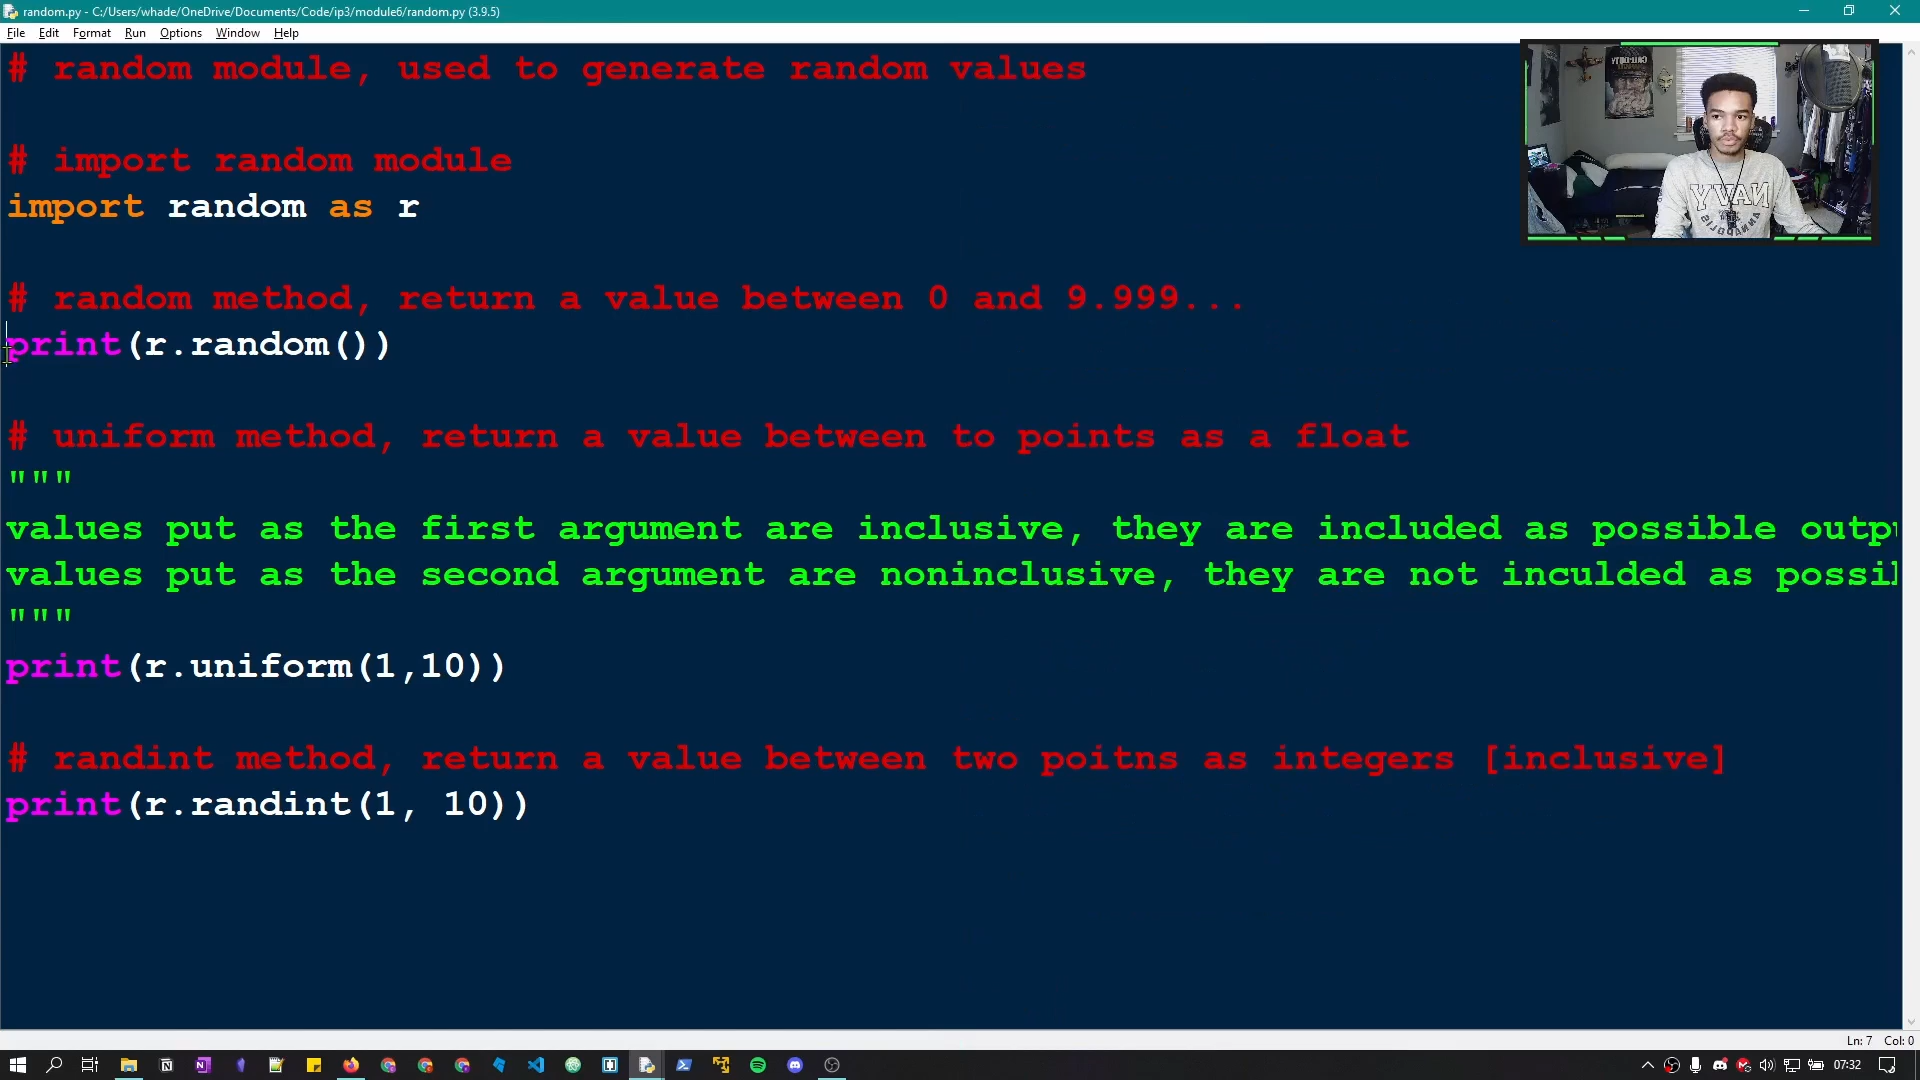 random.py - C:/Users/whade/OneDrive/Documents/Code/ip3/module6/random.py (3.9.5)
File Edit Format Run Options Window Help
# random module, used to generate random values
# import random module
import random as r
# random method, return a value between 0 and 9.999...
print(r.random())
# uniform method, return a value between to points as a float
"""
values put as the first argument are inclusive, they are included as possible outpu
values put as the second argument are noninclusive, they are not inculded as possib
"""
print(r.uniform(1,10))
# randint method, return a value between two poitns as integers [inclusive]
print(r.randint(1, 10))
NAVY
ANNAPOLIS
Ln: 7 Col: 0
07:32